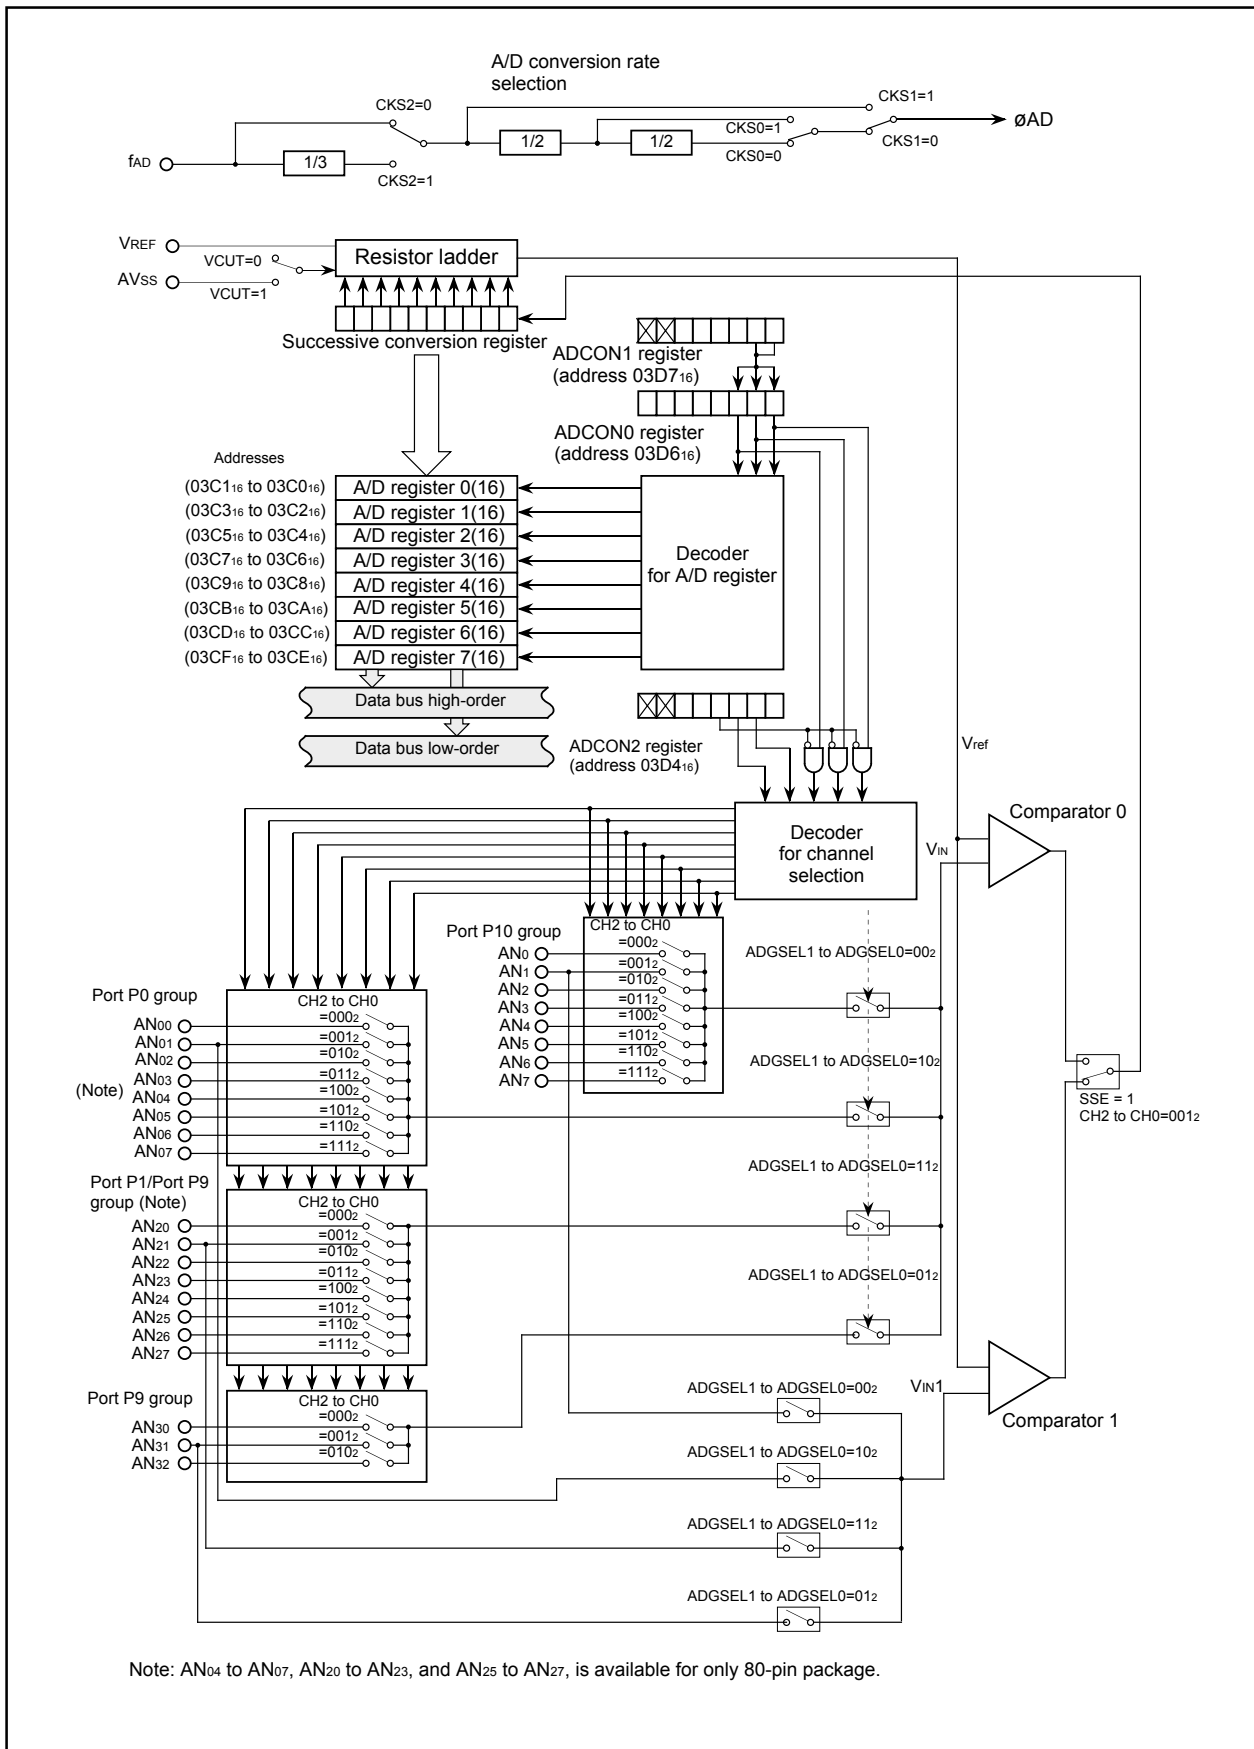 A/D conversion rate
selection
CKS2=0
CKS1=1
CKS0=1
øAD
fAD
1/3
1/2
1/2
CKS0=0
CKS1=0
CKS2=1
VREF
VCUT=0
Resistor ladder
AVSS
VCUT=1
Successive conversion register
ADCON1 register
(address 03D716)
ADCON0 register
(address 03D616)
Addresses
(03C116 to 03C016)
A/D register 0(16)
(03C316 to 03C216)
A/D register 1(16)
(03C516 to 03C416)
A/D register 2(16)
(03C716 to 03C616)
A/D register 3(16)
(03C916 to 03C816)
A/D register 4(16)
(03CB16 to 03CA16)
A/D register 5(16)
(03CD16 to 03CC16)
A/D register 6(16)
(03CF16 to 03CE16)
A/D register 7(16)
Decoder
for A/D register
Data bus high-order
Data bus low-order
ADCON2 register
(address 03D416)
Vref
Decoder
for channel
selection
Comparator 0
VIN
Port P10 group
CH2 to CH0
AN0
=0002
AN1
=0012
AN2
=0102
AN3
=0112
AN4
=1002
AN5
=1012
AN6
=1102
AN7
=1112
ADGSEL1 to ADGSEL0=002
ADGSEL1 to ADGSEL0=102
ADGSEL1 to ADGSEL0=112
ADGSEL1 to ADGSEL0=012
Port P0 group
CH2 to CH0
AN00
=0002
AN01
=0012
AN02
=0102
AN03
=0112
(Note)
AN04
=1002
AN05
=1012
AN06
=1102
AN07
=1112
SSE = 1
CH2 to CH0=0012
Port P1/Port P9
group (Note)
CH2 to CH0
AN20
=0002
AN21
=0012
AN22
=0102
AN23
=0112
AN24
=1002
AN25
=1012
AN26
=1102
AN27
=1112
Port P9 group
CH2 to CH0
AN30
=0002
AN31
=0012
AN32
=0102
VIN1
Comparator 1
ADGSEL1 to ADGSEL0=002
ADGSEL1 to ADGSEL0=102
ADGSEL1 to ADGSEL0=112
ADGSEL1 to ADGSEL0=012
Note: AN04 to AN07, AN20 to AN23, and AN25 to AN27, is available for only 80-pin package.